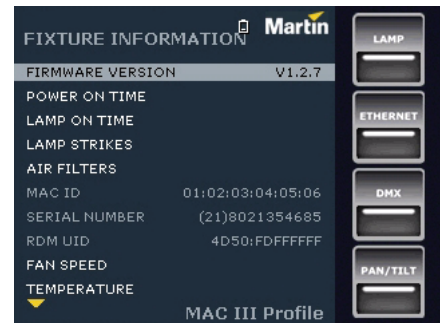 Martin
FIXTURE INFORMATION
FIRMWARE VERSION V1.2.7
POWER ON TIME
LAMP ON TIME
LAMP STRIKES
AIR FILTERS
MAC ID 01:02:03:04:05:06
SERIAL NUMBER (21)8021354685
RDM UID 4D50:FDFFFFFF
FAN SPEED
TEMPERATURE
MAC III Profile
LAMP
ETHERNET
DMX
PAN/TILT